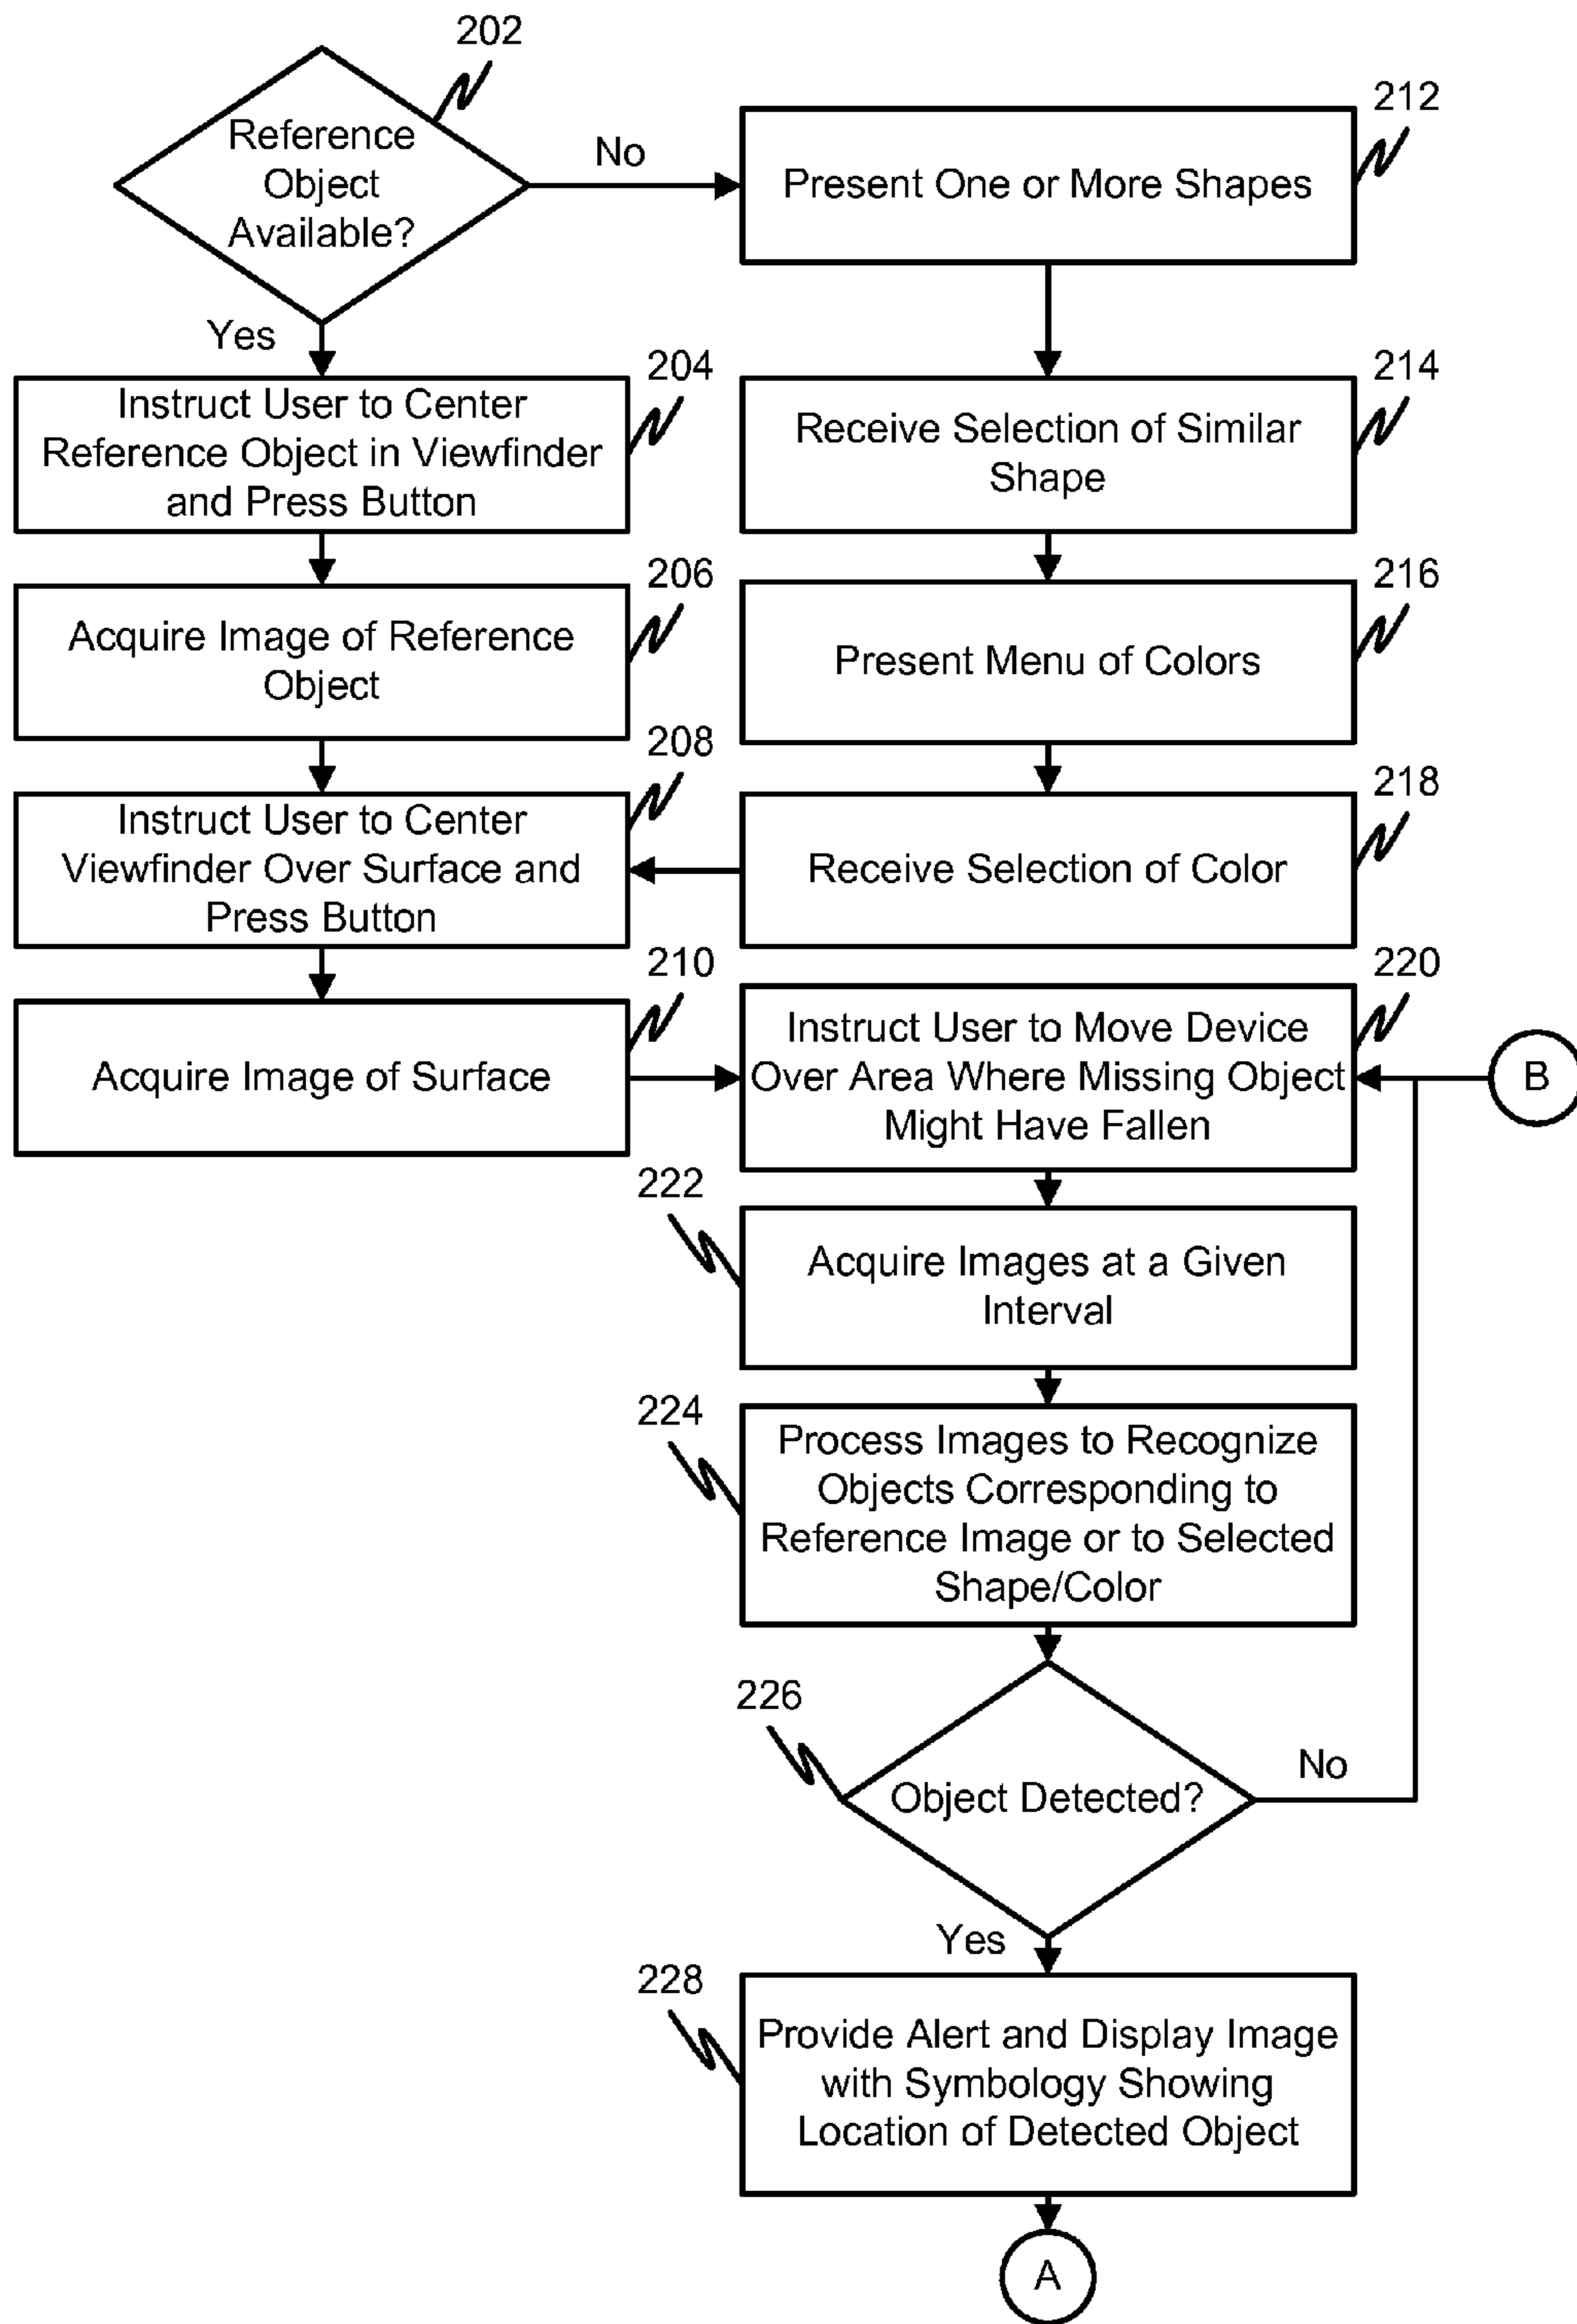 202
Reference
Object
Available?
No
Yes
212
Present One or More Shapes
204
Instruct User to Center
Reference Object in Viewfinder
and Press Button
214
Receive Selection of Similar
Shape
206
Acquire Image of Reference
Object
216
Present Menu of Colors
208
Instruct User to Center
Viewfinder Over Surface and
Press Button
218
Receive Selection of Color
210
Acquire Image of Surface
220
Instruct User to Move Device
Over Area Where Missing Object
Might Have Fallen
B
222
Acquire Images at a Given
Interval
224
Process Images to Recognize
Objects Corresponding to
Reference Image or to Selected
Shape/Color
226
Object Detected?
No
Yes
228
Provide Alert and Display Image
with Symbology Showing
Location of Detected Object
A